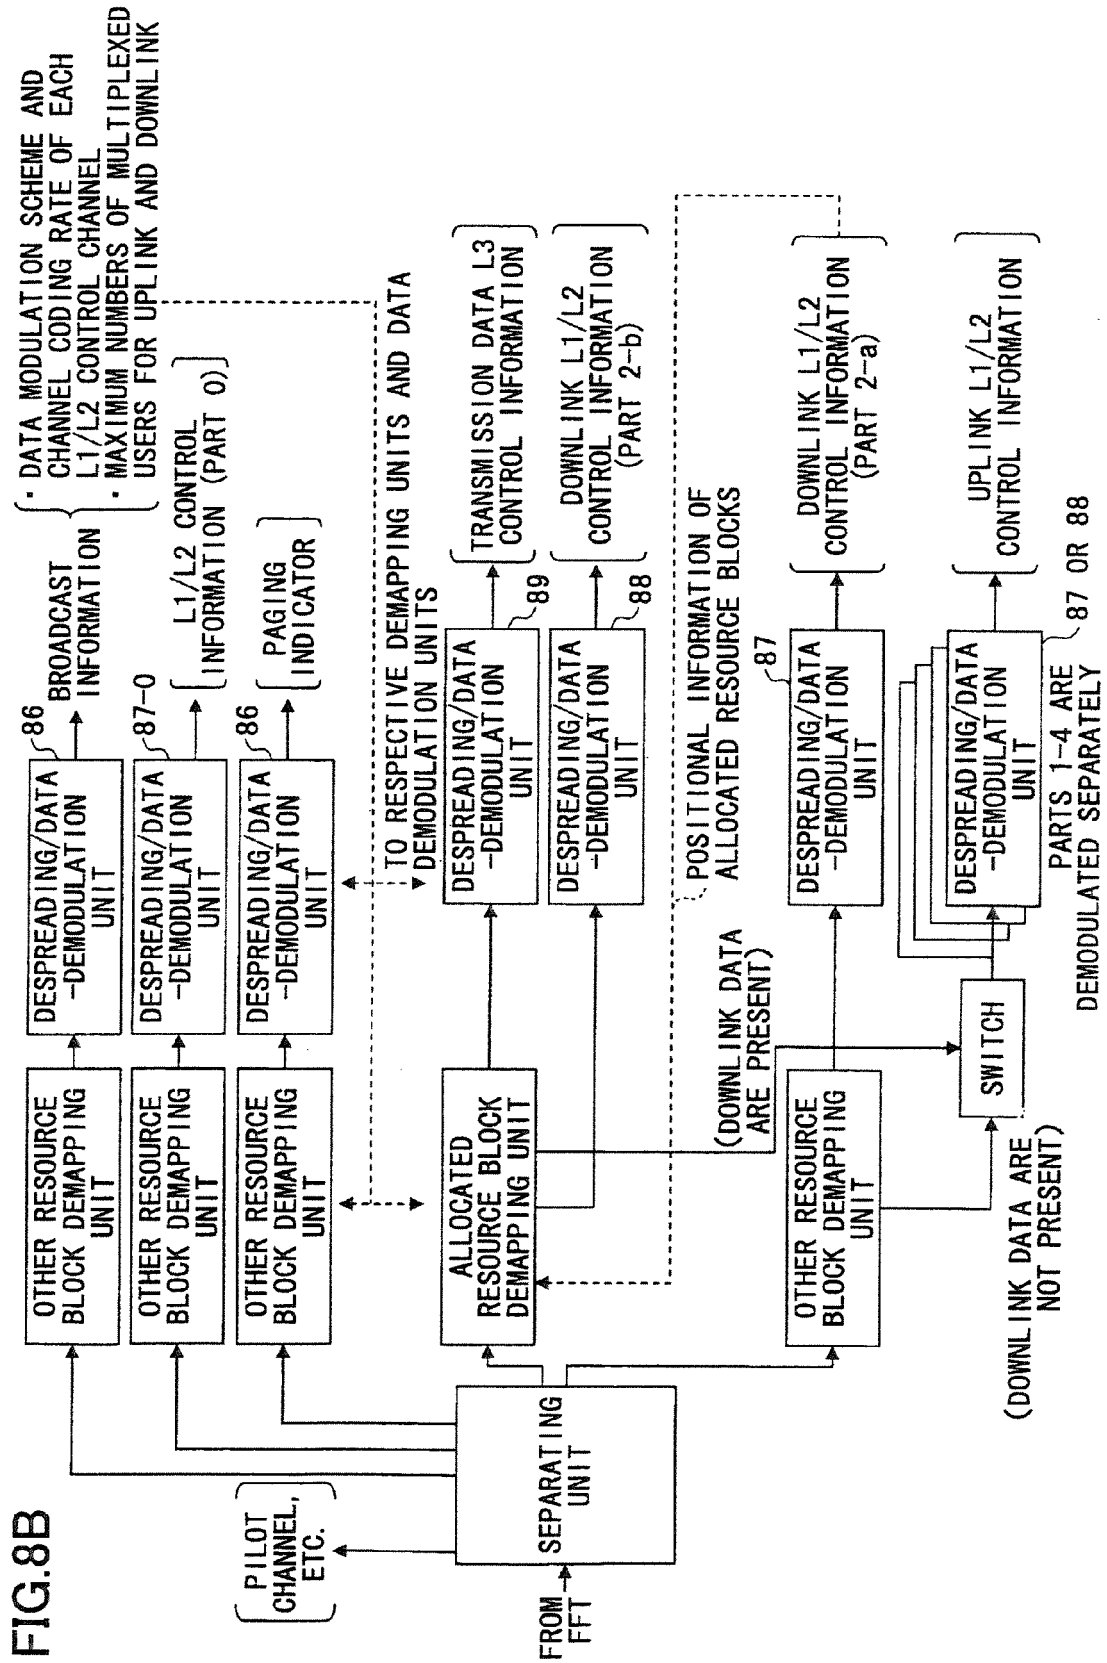 FIG.8B
FROM
FFT
SEPARATING
UNIT
PILOT
CHANNEL,
ETC.
OTHER RESOURCE
BLOCK DEMAPPING
UNIT
DESPREADING/DATA
-DEMODULATION
UNIT
86
BROADCAST
INFORMATION
・DATA MODULATION SCHEME AND
CHANNEL CODING RATE OF EACH
L1/L2 CONTROL CHANNEL
・MAXIMUM NUMBERS OF MULTIPLEXED
USERS FOR UPLINK AND DOWNLINK
OTHER RESOURCE
BLOCK DEMAPPING
UNIT
DESPREADING/DATA
-DEMODULATION
UNIT
87-0
L1/L2 CONTROL
INFORMATION (PART 0)
OTHER RESOURCE
BLOCK DEMAPPING
UNIT
DESPREADING/DATA
-DEMODULATION
UNIT
86
PAGING
INDICATOR
TO RESPECTIVE DEMAPPING UNITS AND DATA
DEMODULATION UNITS
ALLOCATED
RESOURCE BLOCK
DEMAPPING UNIT
DESPREADING/DATA
-DEMODULATION
UNIT
89
TRANSMISSION DATA L3
CONTROL INFORMATION
DESPREADING/DATA
-DEMODULATION
UNIT
88
DOWNLINK L1/L2
CONTROL INFORMATION
(PART 2-b)
POSITIONAL INFORMATION OF
ALLOCATED RESOURCE BLOCKS
(DOWNLINK DATA
ARE PRESENT)
OTHER RESOURCE
BLOCK DEMAPPING
UNIT
DESPREADING/DATA
-DEMODULATION
UNIT
87
DOWNLINK L1/L2
CONTROL INFORMATION
(PART 2-a)
(DOWNLINK DATA ARE
NOT PRESENT)
SWITCH
DESPREADING/DATA
-DEMODULATION
UNIT
87 OR 88
UPLINK L1/L2
CONTROL INFORMATION
PARTS 1-4 ARE
DEMODULATED SEPARATELY